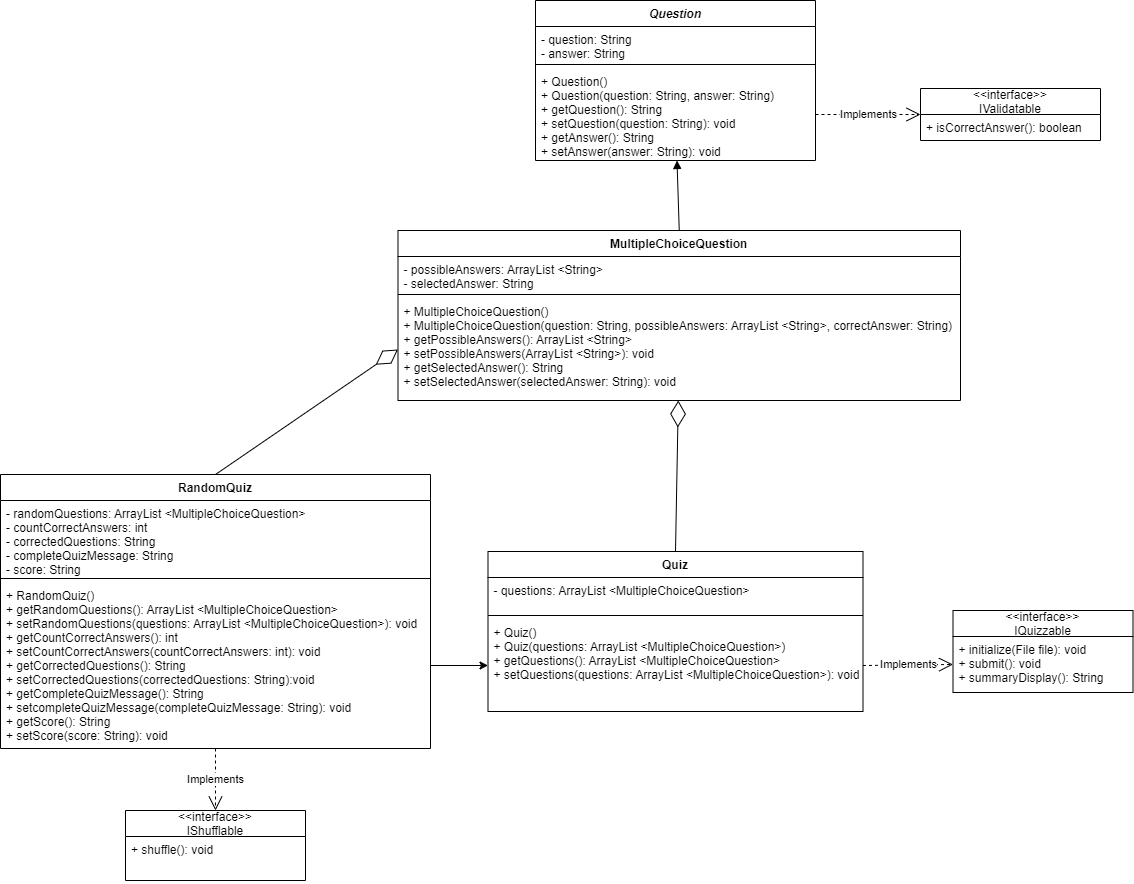 Question
- question: String
- answer: String
+ Question()
+ Question(question: String, answer: String)
+ getQuestion(): String
+ setQuestion(question: String): void
+ getAnswer(): String
+ setAnswer(answer: String): void
Implements
<<interface>>
IValidatable
+ isCorrectAnswer(): boolean
MultipleChoiceQuestion
- possibleAnswers: ArrayList <String>
- selectedAnswer: String
+ MultipleChoiceQuestion()
+ MultipleChoiceQuestion(question: String, possibleAnswers: ArrayList <String>, correctAnswer: String)
+ getPossibleAnswers(): ArrayList <String>
+ setPossibleAnswers(ArrayList <String>): void
+ getSelectedAnswer(): String
+ setSelectedAnswer(selectedAnswer: String): void
RandomQuiz
- randomQuestions: ArrayList <MultipleChoiceQuestion>
- countCorrectAnswers: int
- correctedQuestions: String
- completeQuizMessage: String
- score: String
+ RandomQuiz()
+ getRandomQuestions(): ArrayList <MultipleChoiceQuestion>
+ setRandomQuestions(questions: ArrayList <MultipleChoiceQuestion>): void
+ getCountCorrectAnswers(): int
+ setCountCorrectAnswers(countCorrectAnswers: int): void
+ getCorrectedQuestions(): String
+ setCorrectedQuestions(correctedQuestions: String):void
+ getCompleteQuizMessage(): String
+ setcompleteQuizMessage(completeQuizMessage: String): void
+ getScore(): String
+ setScore(score: String): void
Quiz
- questions: ArrayList <MultipleChoiceQuestion>
+ Quiz()
+ Quiz(questions: ArrayList <MultipleChoiceQuestion>)
+ getQuestions(): ArrayList <MultipleChoiceQuestion>
+ setQuestions(questions: ArrayList <MultipleChoiceQuestion>): void
Implements
<<interface>>
IQuizzable
+ initialize(File file): void
+ submit(): void
+ summaryDisplay(): String
Implements
<<interface>>
IShufflable
+ shuffle(): void